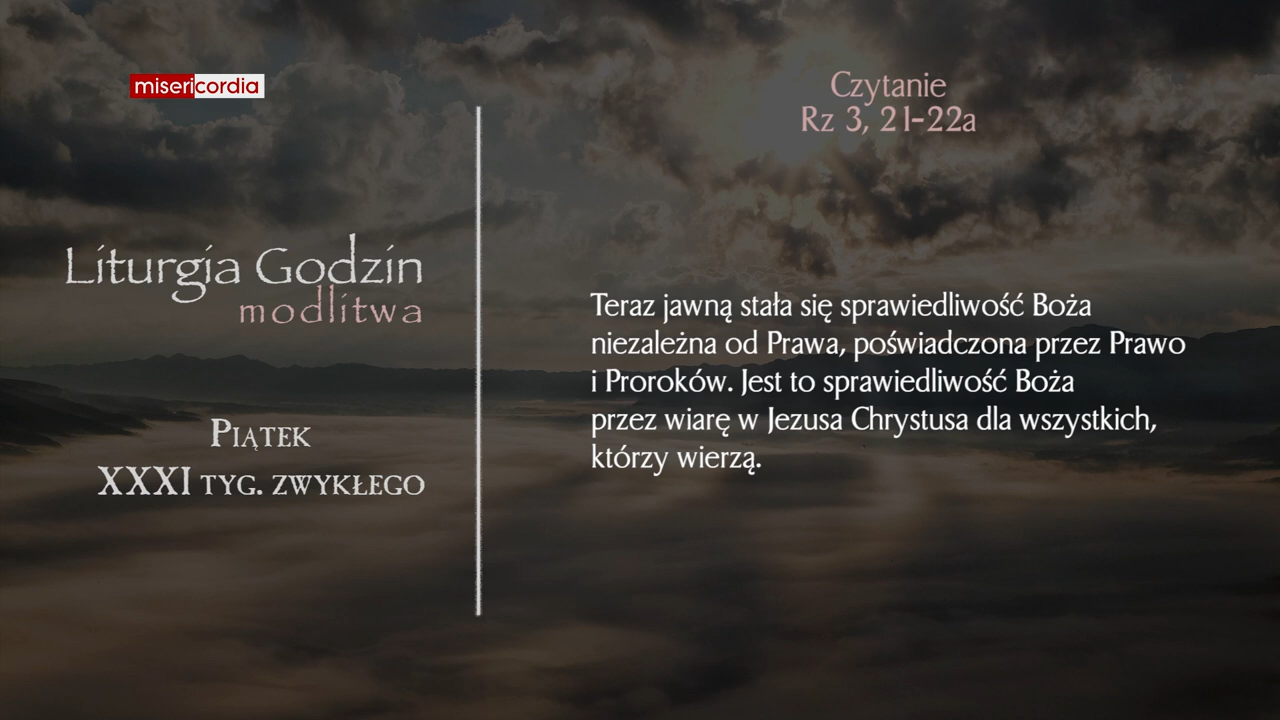 misericordia
Liturgia Godzin
modlitwa
Piątek
XXXI tyg. zwykłego
Czytanie
Rz 3, 21-22a
Teraz jawną stała się sprawiedliwość Boża
niezależna od Prawa, poświadczona przez Prawo
i Proroków. Jest to sprawiedliwość Boża
przez wiarę w Jezusa Chrystusa dla wszystkich,
którzy wierzą.